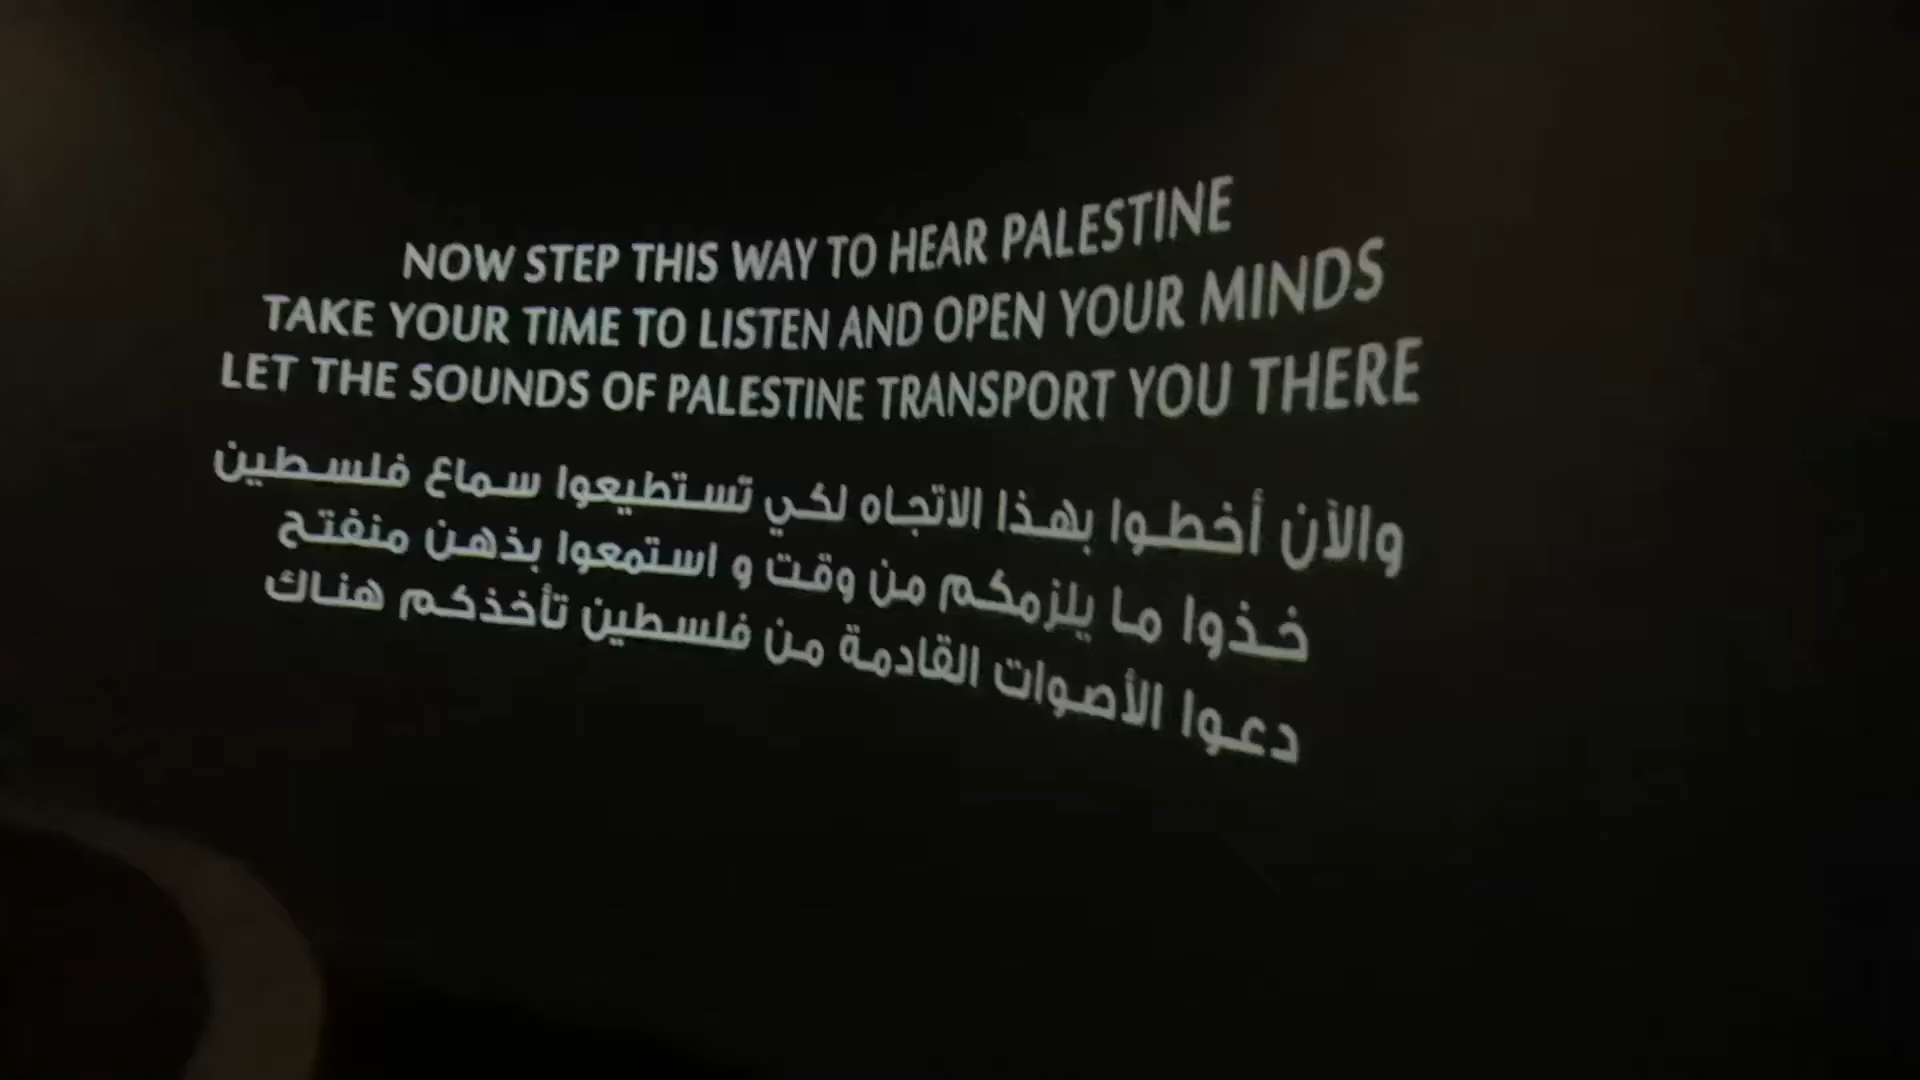 NOW STEP THIS WAY TO HEAR PALESTINE
TAKE YOUR TIME TO LISTEN AND OPEN YOUR MINDS
LET THE SOUNDS OF PALESTINE TRANSPORT YOU THERE
والآن أخطوا بهذا الاتجاه لكي تستطيعوا سماع فلسطين
خذوا ما يلزمكم من وقت و استمعوا بذهن منفتح
دعوا الأصوات القادمة من فلسطين تأخذكم هناك